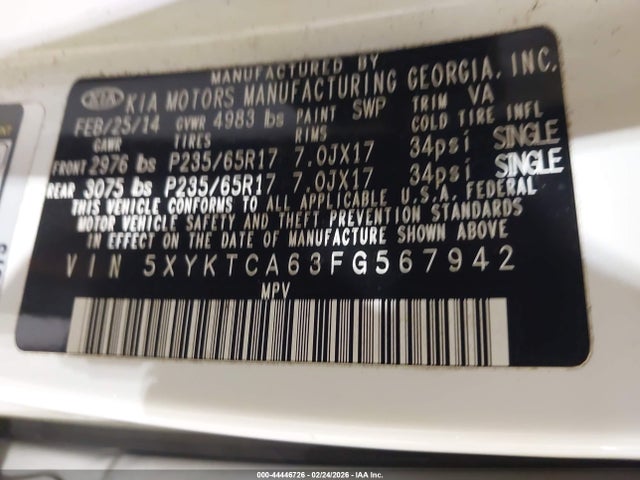 MANUFACTURED BY
KIA KIA MOTORS MANUFACTURING GEORGIA, INC.
FEB/25/14 GVWR 4983 lbs PAINT SWP TRIM VA
GAWR TIRES RIMS COLD TIRE INFL
FRONT 2976 lbs P235/65R17 7.0JX17 34psi SINGLE
REAR 3075 lbs P235/65R17 7.0JX17 34psi SINGLE
THIS VEHICLE CONFORMS TO ALL APPLICABLE U.S.A. FEDERAL
MOTOR VEHICLE SAFETY AND THEFT PREVENTION STANDARDS
IN EFFECT ON THE DATE OF MANUFACTURE SHOWN ABOVE.
VIN 5XYKTCA63FG567942
MPV
000-44446726 - 02/24/2026 - IAA Inc.